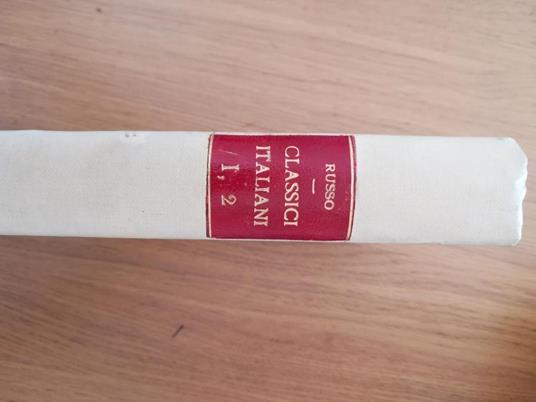 RUSSO
—
CLASSICI
ITALIANI
I, 2